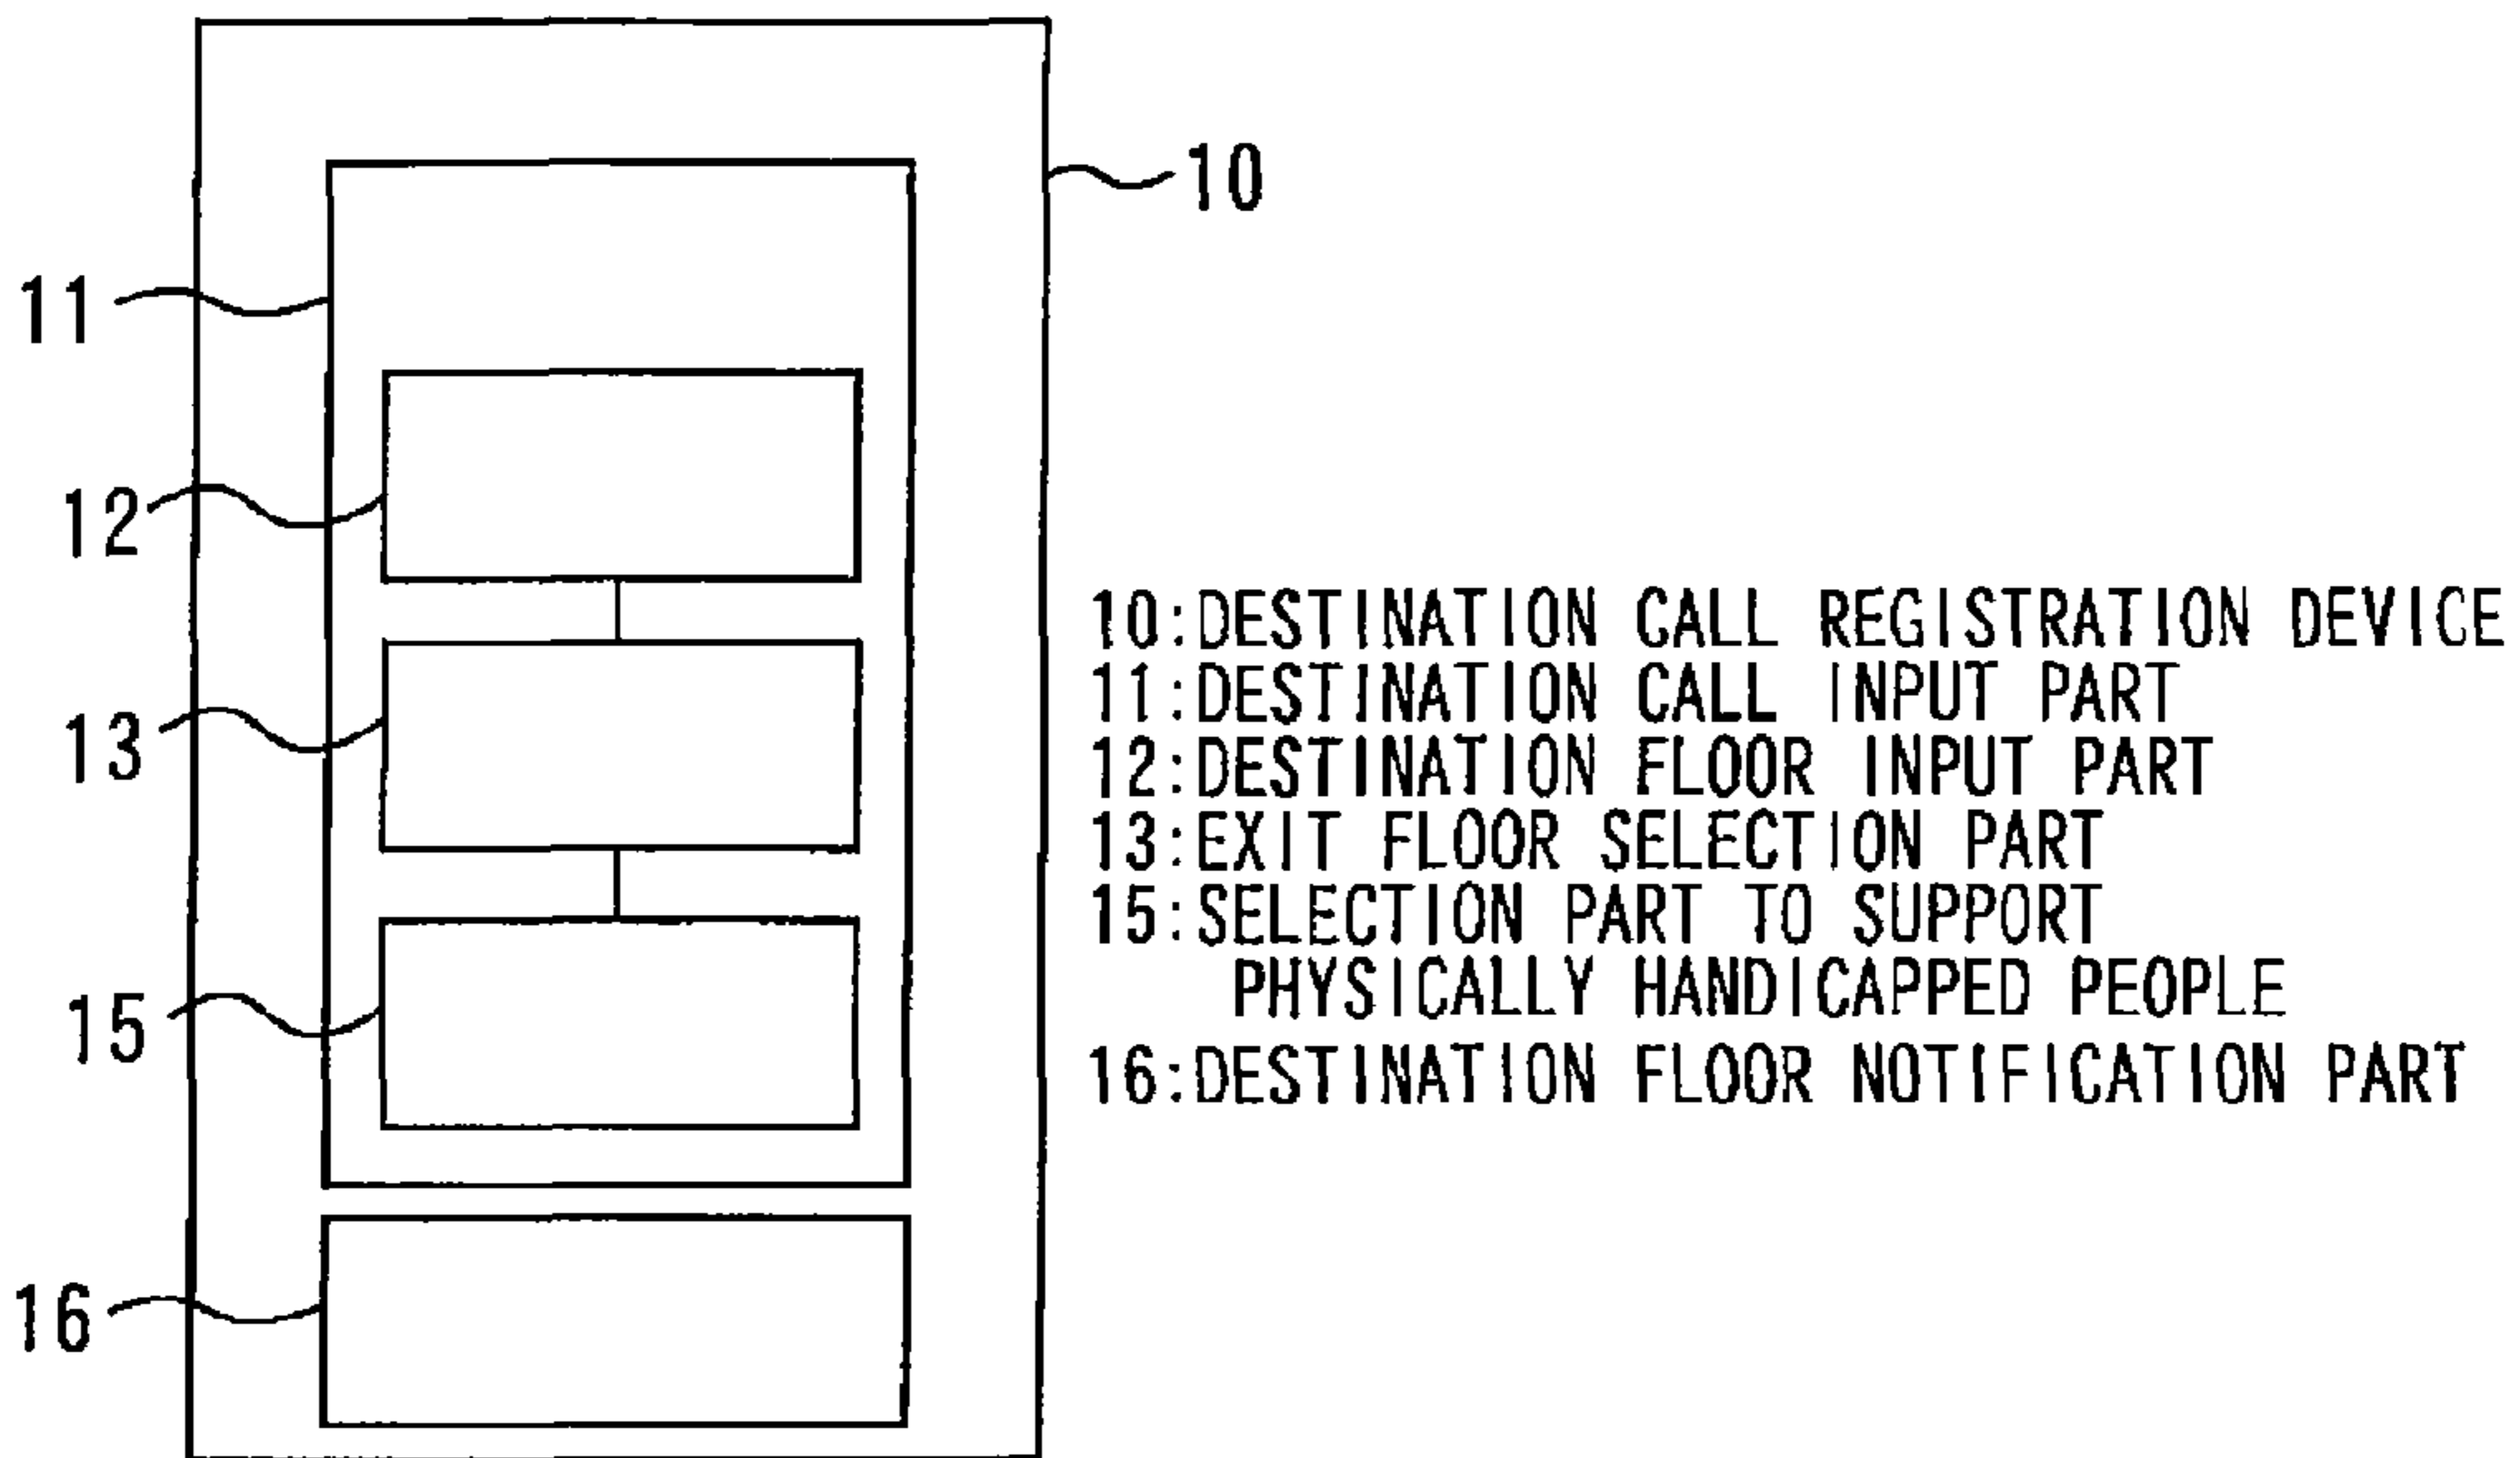 10
11
12
13
15
16
10:DESTINATION CALL REGISTRATION DEVICE
11:DESTINATION CALL INPUT PART
12:DESTINATION FLOOR INPUT PART
13:EXIT FLOOR SELECTION PART
15:SELECTION PART TO SUPPORT
PHYSICALLY HANDICAPPED PEOPLE
16:DESTINATION FLOOR NOTIFICATION PART